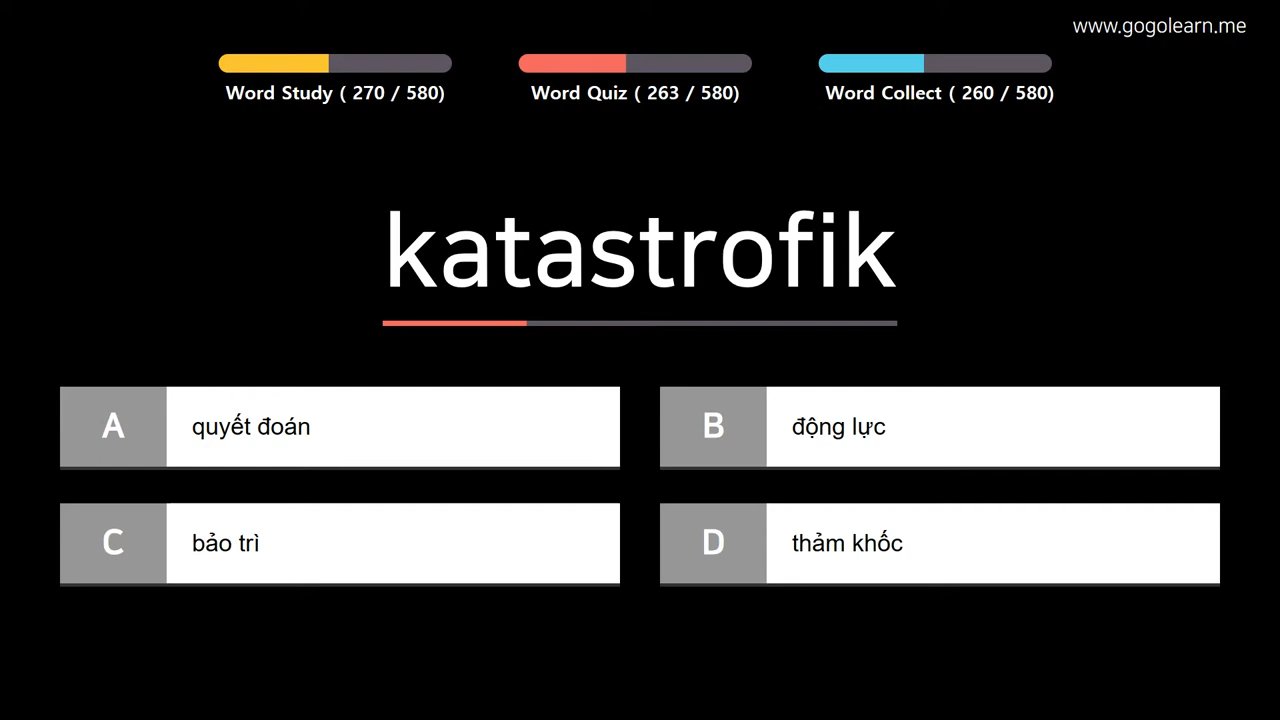 www.gogolearn.me
Word Study ( 270 / 580)
Word Quiz ( 263 / 580)
Word Collect ( 260 / 580)
katastrofik
A
quyết đoán
B
động lực
C
bảo trì
D
thảm khốc